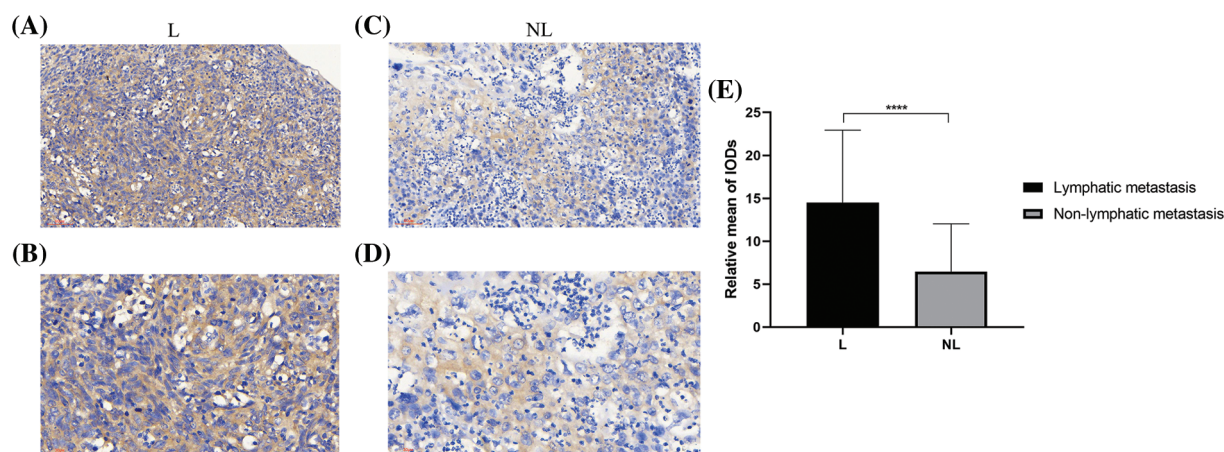 (A)
L
(C)
NL
(B)
(D)
(E)
Relative mean of IODs
25
20
15
10
5
0
****
L
NL
Lymphatic metastasis
Non-lymphatic metastasis